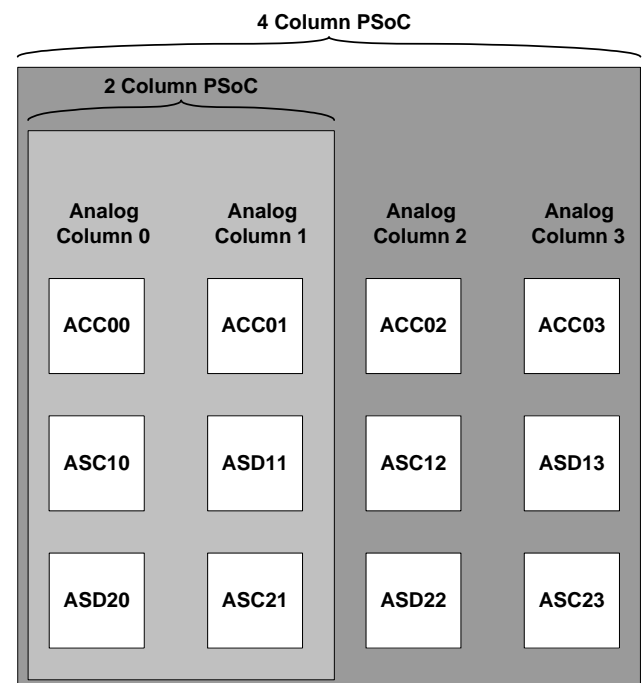 4 Column PSoC
2 Column PSoC
Analog Column 0
Analog Column 1
Analog Column 2
Analog Column 3
ACC00
ACC01
ACC02
ACC03
ASC10
ASD11
ASC12
ASD13
ASD20
ASC21
ASD22
ASC23